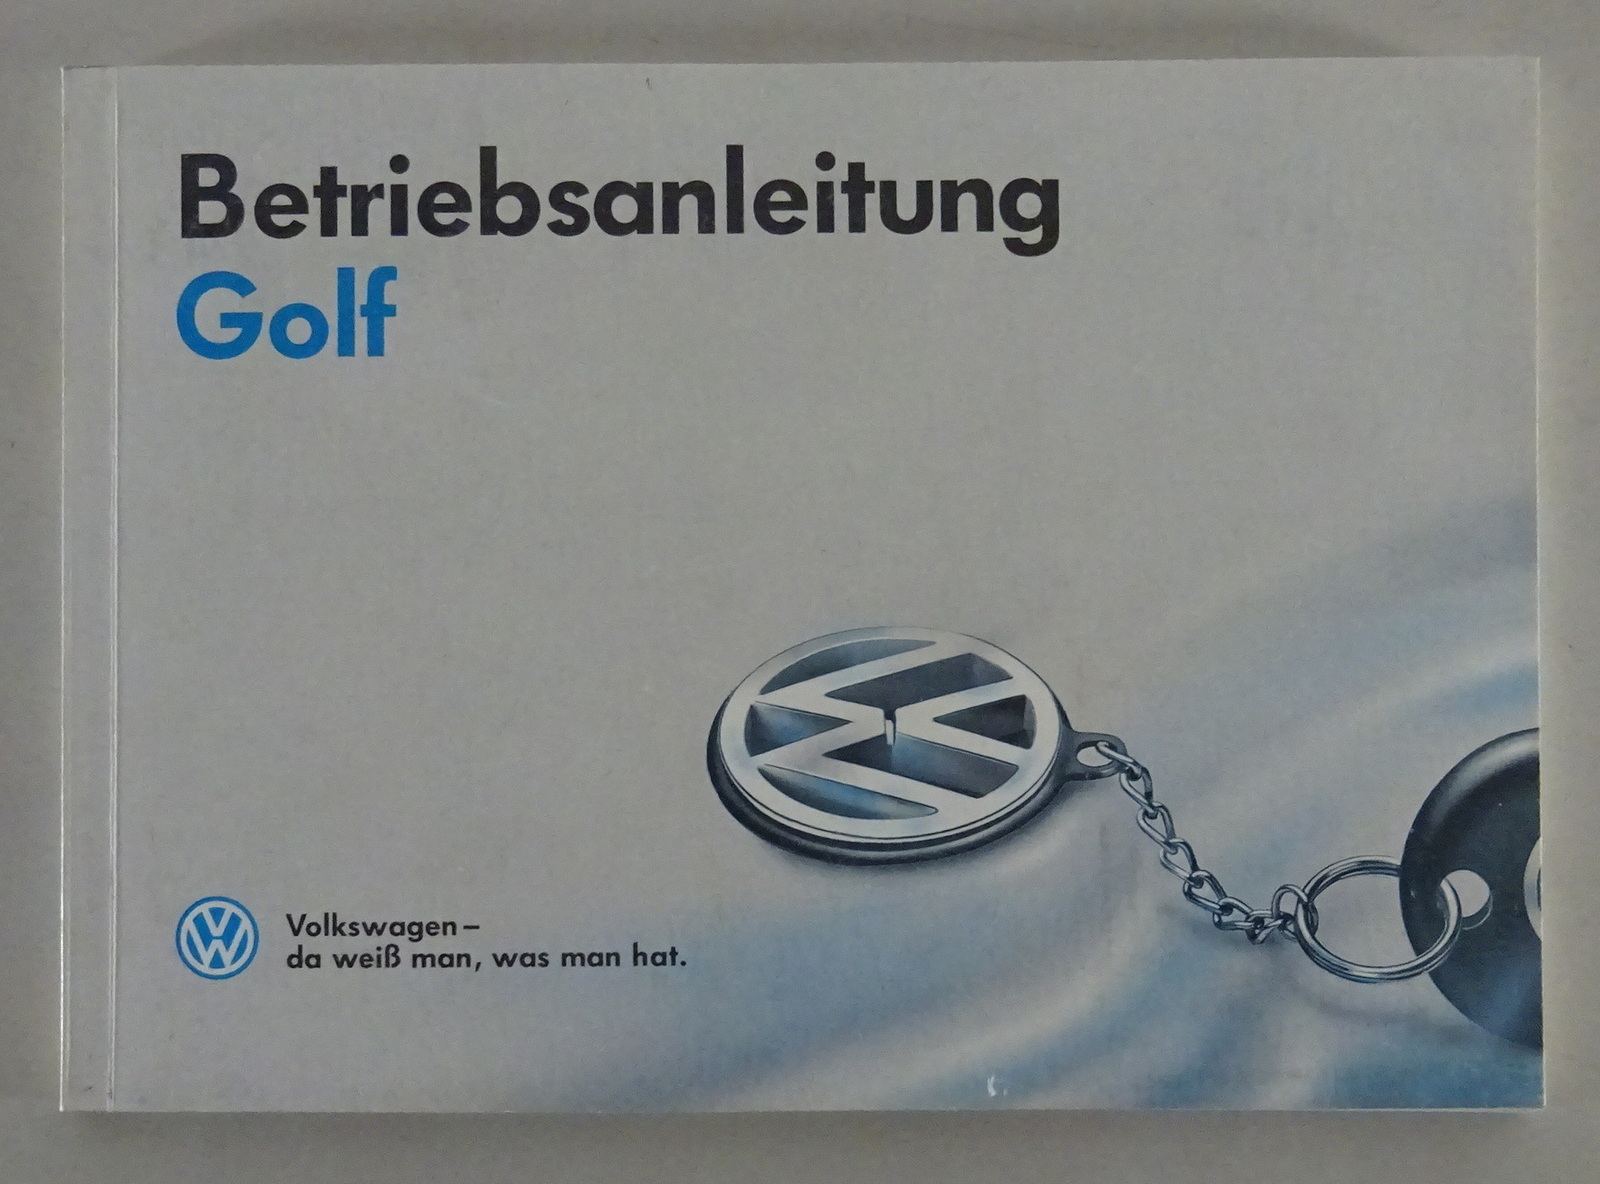 Betriebsanleitung
Golf
Volkswagen–
da weiß man, was man hat.